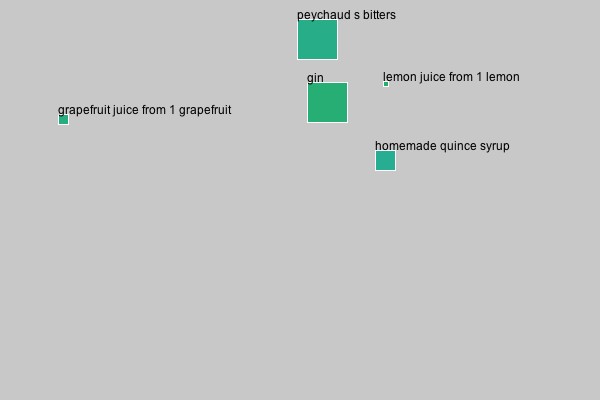 peychaud s bitters
gin
lemon juice from 1 lemon
grapefruit juice from 1 grapefruit
homemade quince syrup